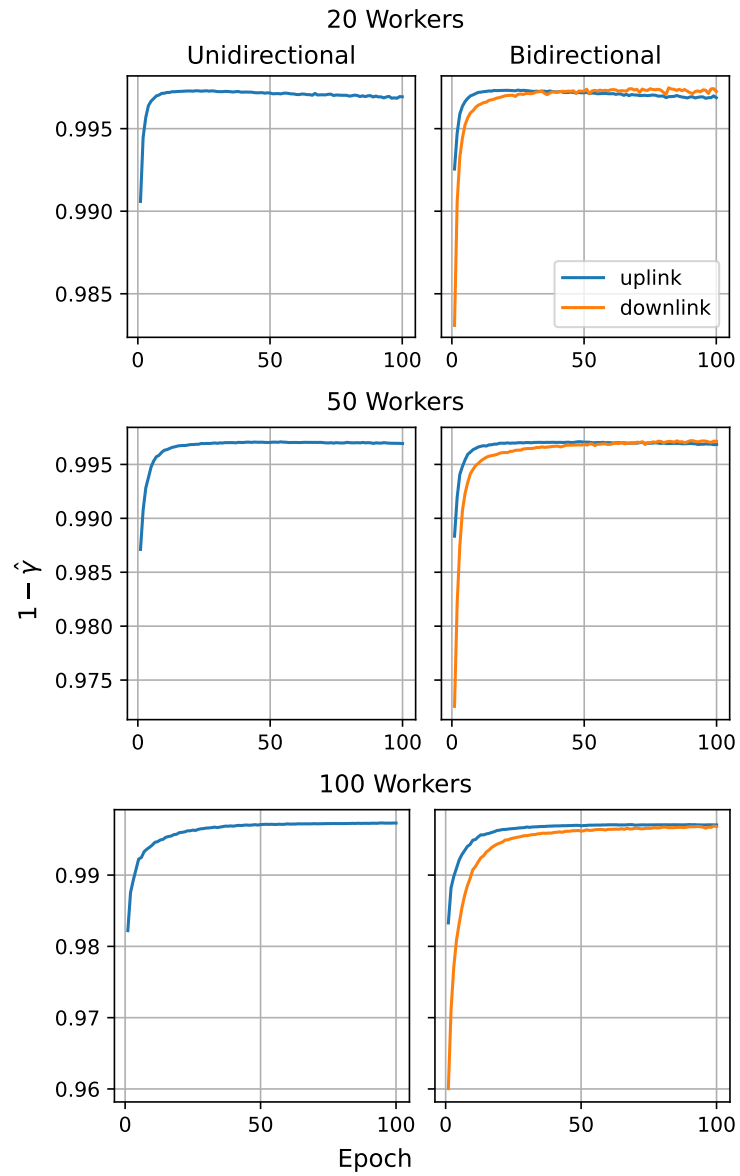 20 Workers
Unidirectional Bidirectional
0.995
0.990
0.985
uplink
downlink
0 50 100 0 50 100
50 Workers
0.995
0.990
0.985
0.980
0.975
1 − γ̂
0 50 100 0 50 100
100 Workers
0.99
0.98
0.97
0.96
0 50 100 0 50 100
Epoch